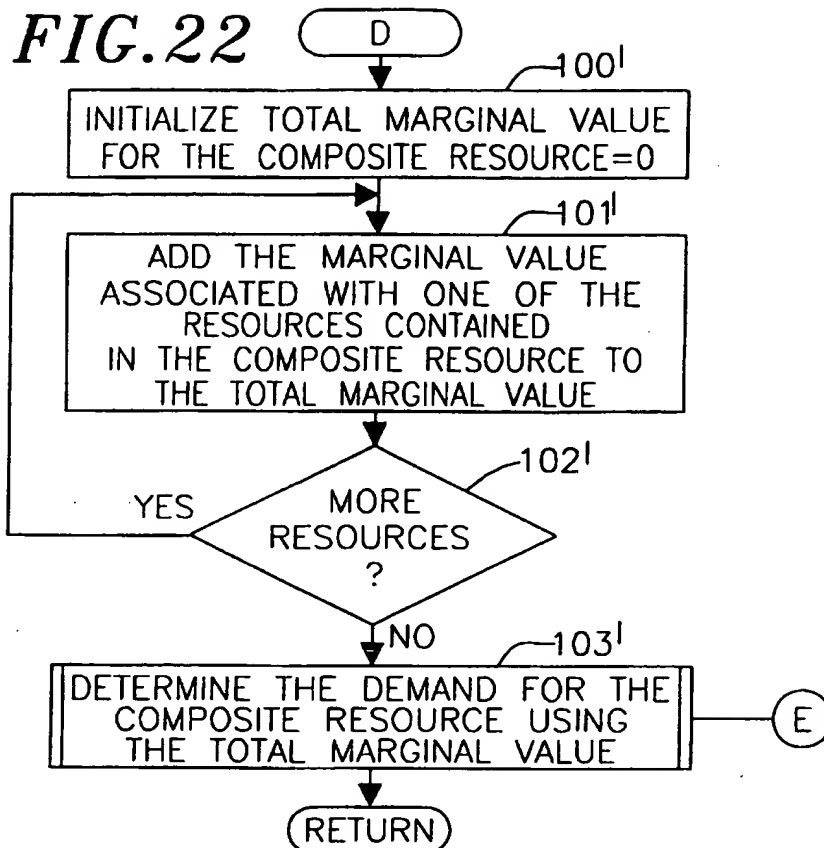 FIG.22
D
100'
INITIALIZE TOTAL MARGINAL VALUE
FOR THE COMPOSITE RESOURCE=0
101'
ADD THE MARGINAL VALUE
ASSOCIATED WITH ONE OF THE
RESOURCES CONTAINED
IN THE COMPOSITE RESOURCE TO
THE TOTAL MARGINAL VALUE
102'
YES
MORE
RESOURCES
?
NO
103'
DETERMINE THE DEMAND FOR THE
COMPOSITE RESOURCE USING
THE TOTAL MARGINAL VALUE
E
RETURN